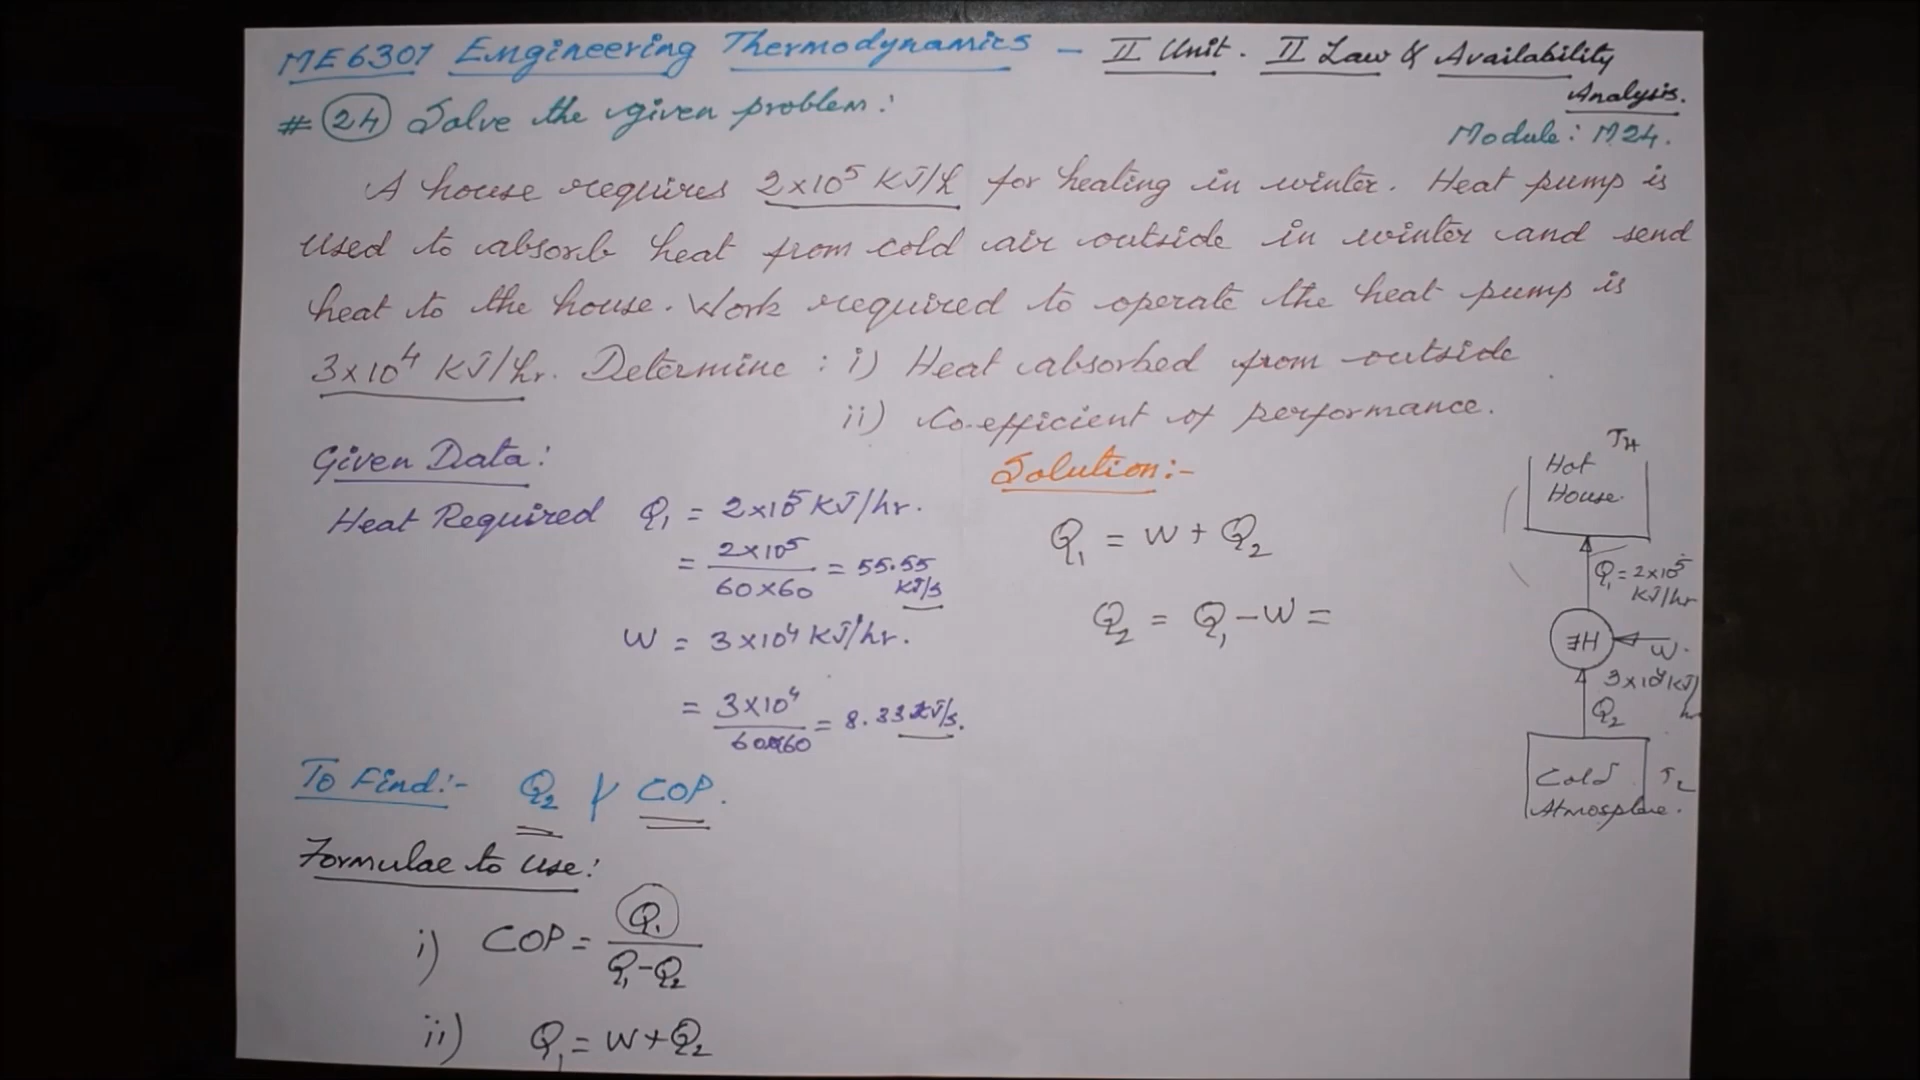 ME6301 Engineering Thermodynamics - II Unit. II Law & Availability
Analysis.
# 24 Solve the given problem:
Module: M24.
A house requires 2×10⁵ KJ/h for heating in winter. Heat pump is
used to absorb heat from cold air outside in winter and send
heat to the house. Work required to operate the heat pump is
3×10⁴ KJ/hr. Determine : i) Heat absorbed from outside
ii) Co-efficient of performance.
Given Data:
Heat Required Q₁ = 2×10⁵ KJ/hr.
= 2×10⁵ / 60×60 = 55.55 KJ/s
W = 3×10⁴ KJ/hr.
= 3×10⁴ / 60×60 = 8.33 KJ/s.
To Find:- Q₂ & COP.
Formulae to use:
i) COP = Q₁ / Q₁-Q₂
ii) Q₁ = W+Q₂
Solution:-
Q₁ = W + Q₂
Q₂ = Q₁ - W =
T_H
Hot
House.
Q₁ = 2×10⁵
KJ/hr
W.
3×10⁴ KJ/
hr
Q₂
Cold T_L
Atmosphere.